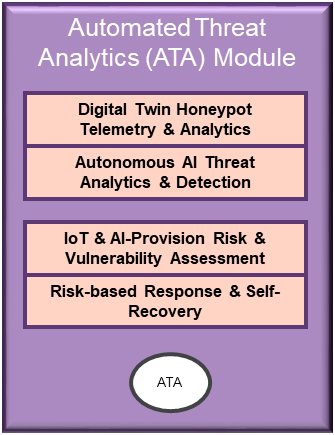 Automated Threat
Analytics (ATA) Module
Digital Twin Honeypot
Telemetry & Analytics
Autonomous AI Threat
Analytics & Detection
IoT & AI-Provision Risk &
Vulnerability Assessment
Risk-based Response & Self-
Recovery
ATA